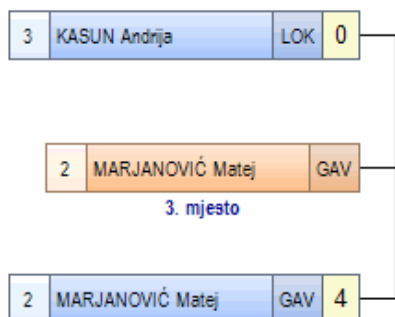 3 KASUN Andrija LOK 0
2 MARJANOVIĆ Matej GAV
3. mjesto
2 MARJANOVIĆ Matej GAV 4